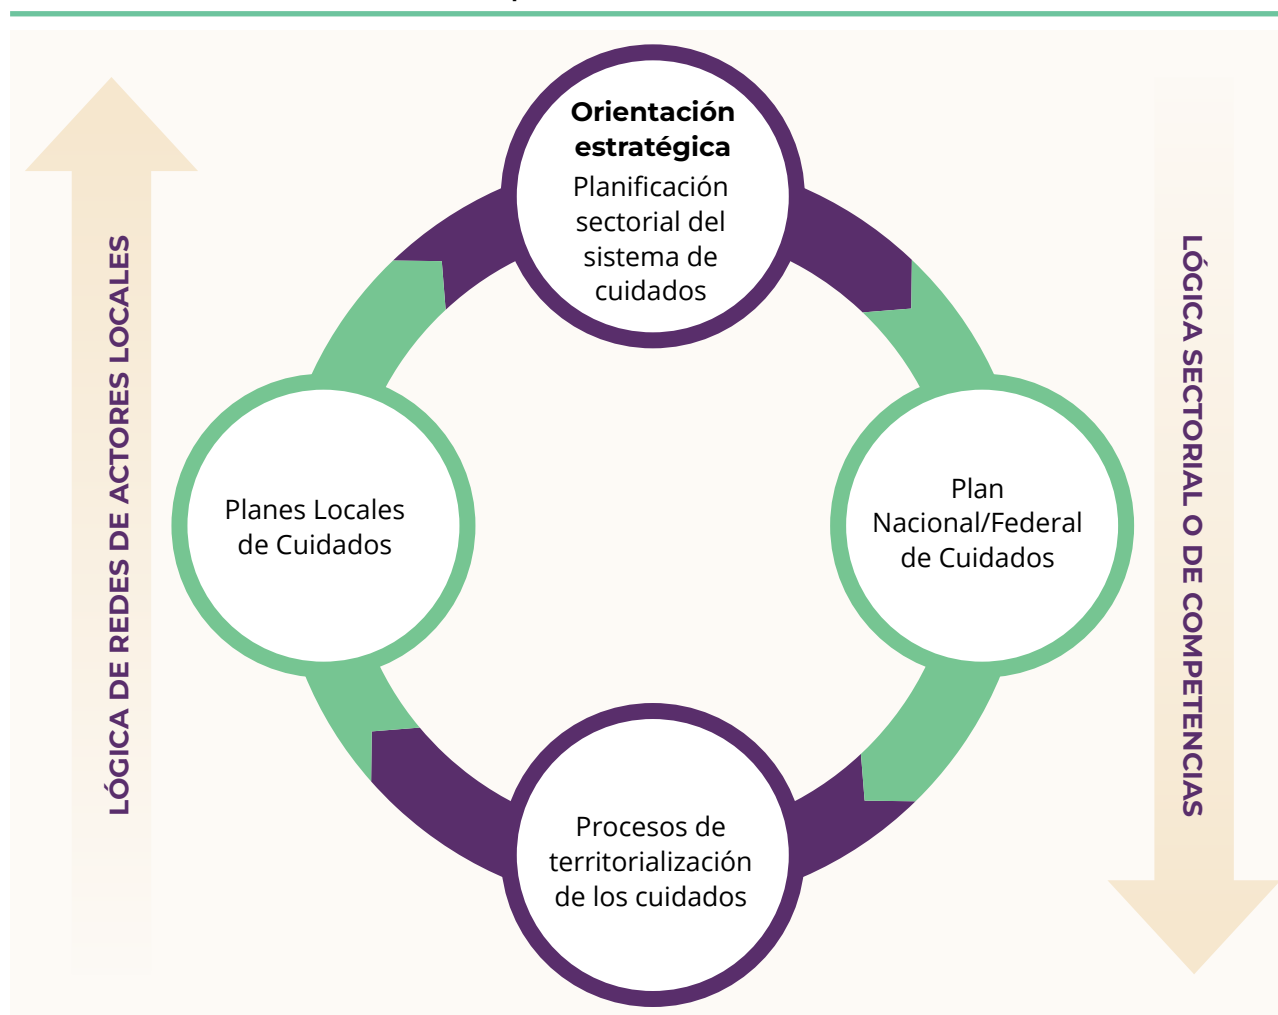 Orientación
estratégica
Planificación
sectorial del
sistema de
cuidados
LÓGICA DE REDES DE ACTORES LOCALES
Planes Locales
de Cuidados
Plan
Nacional/Federal
de Cuidados
LÓGICA SECTORIAL O DE COMPETENCIAS
Procesos de
territorialización
de los cuidados